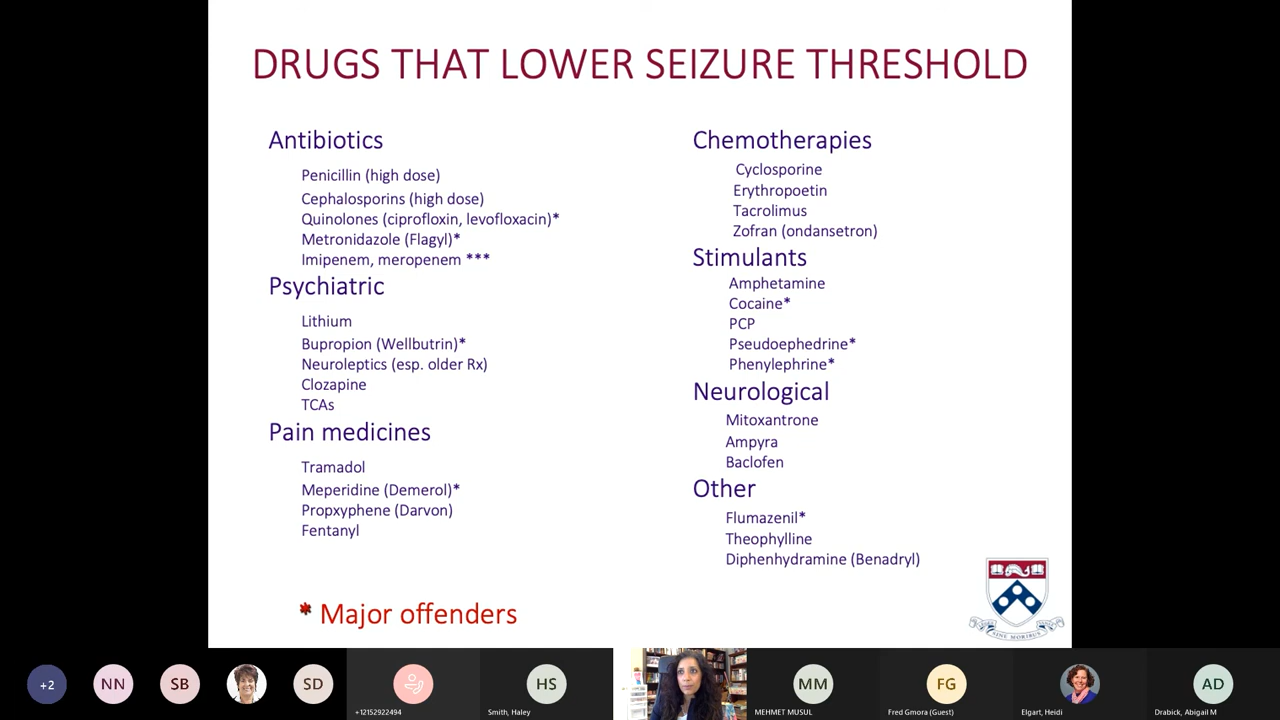 DRUGS THAT LOWER SEIZURE THRESHOLD
Antibiotics
Penicillin (high dose)
Cephalosporins (high dose)
Quinolones (ciprofloxin, levofloxacin)*
Metronidazole (Flagyl)*
Imipenem, meropenem ***
Psychiatric
Lithium
Bupropion (Wellbutrin)*
Neuroleptics (esp. older Rx)
Clozapine
TCAs
Pain medicines
Tramadol
Meperidine (Demerol)*
Propxyphene (Darvon)
Fentanyl
* Major offenders
Chemotherapies
Cyclosporine
Erythropoetin
Tacrolimus
Zofran (ondansetron)
Stimulants
Amphetamine
Cocaine*
PCP
Pseudoephedrine*
Phenylephrine*
Neurological
Mitoxantrone
Ampyra
Baclofen
Other
Flumazenil*
Theophylline
Diphenhydramine (Benadryl)
SINE MORIBUS
+2
NN
SB
SD
+12152922494
HS
Smith, Haley
MM
MEHMET MUSUL
FG
Fred Gmora (Guest)
Elgart, Heidi
AD
Drabick, Abigail M